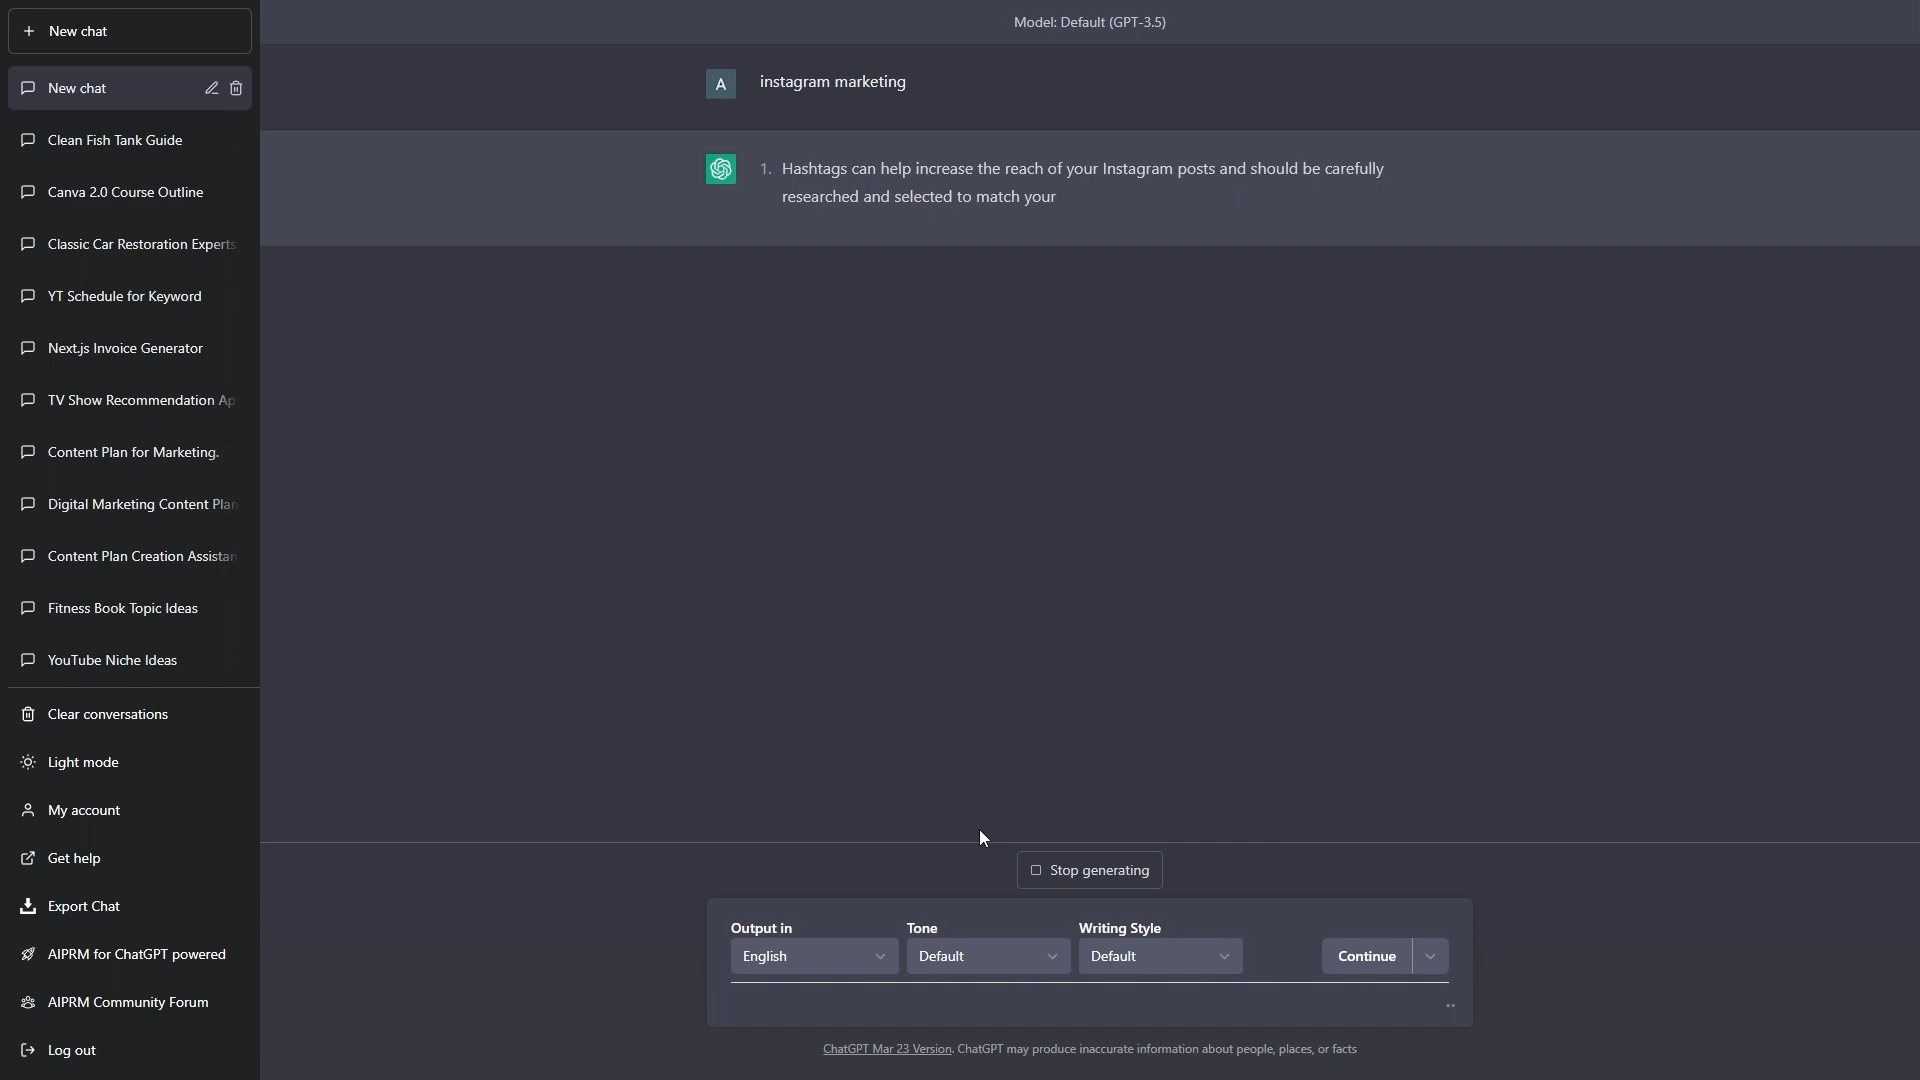 New chat
New chat
Clean Fish Tank Guide
Canva 2.0 Course Outline
Classic Car Restoration Experts
YT Schedule for Keyword
Next.js Invoice Generator
TV Show Recommendation Ap
Content Plan for Marketing.
Digital Marketing Content Plan
Content Plan Creation Assistan
Fitness Book Topic Ideas
YouTube Niche Ideas
Clear conversations
Light mode
My account
Get help
Export Chat
AIPRM for ChatGPT powered
AIPRM Community Forum
Log out
Model: Default (GPT-3.5)
A
instagram marketing
1. Hashtags can help increase the reach of your Instagram posts and should be carefully
researched and selected to match your
Stop generating
Output in
Tone
Writing Style
English
Default
Default
Continue
ChatGPT Mar 23 Version. ChatGPT may produce inaccurate information about people, places, or facts